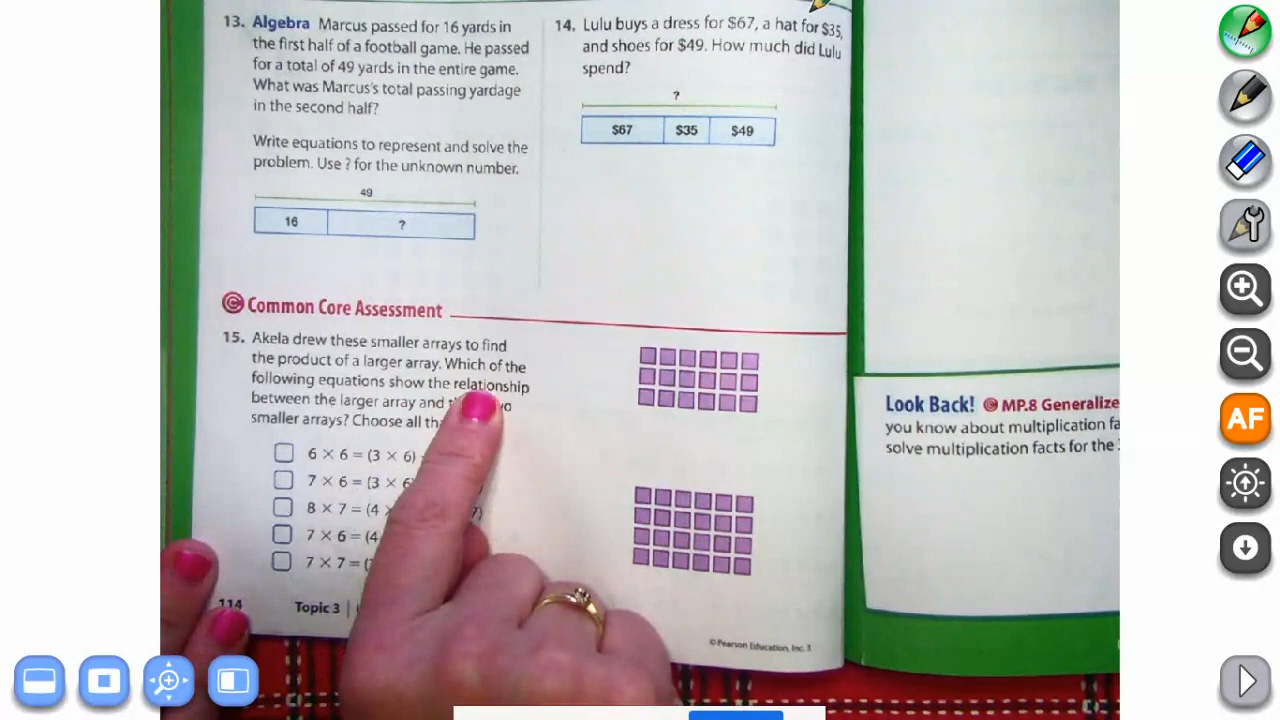 13. Algebra Marcus passed for 16 yards in
the first half of a football game. He passed
for a total of 49 yards in the entire game.
What was Marcus's total passing yardage
in the second half?
Write equations to represent and solve the
problem. Use ? for the unknown number.
49
16 ?
14. Lulu buys a dress for $67, a hat for $35,
and shoes for $49. How much did Lulu
spend?
?
$67 $35 $49
Common Core Assessment
15. Akela drew these smaller arrays to find
the product of a larger array. Which of the
following equations show the relationship
between the larger array and
smaller arrays? Choose all
6 × 6 = (3 × 6)
7 × 6 = (3 × 6
8 × 7 = (4
7 × 6 = (4
7 × 7 = (
114 Topic 3
© Pearson Education, Inc. 3
Look Back! MP.8 Generalize
you know about multiplication
solve multiplication facts for the
AF